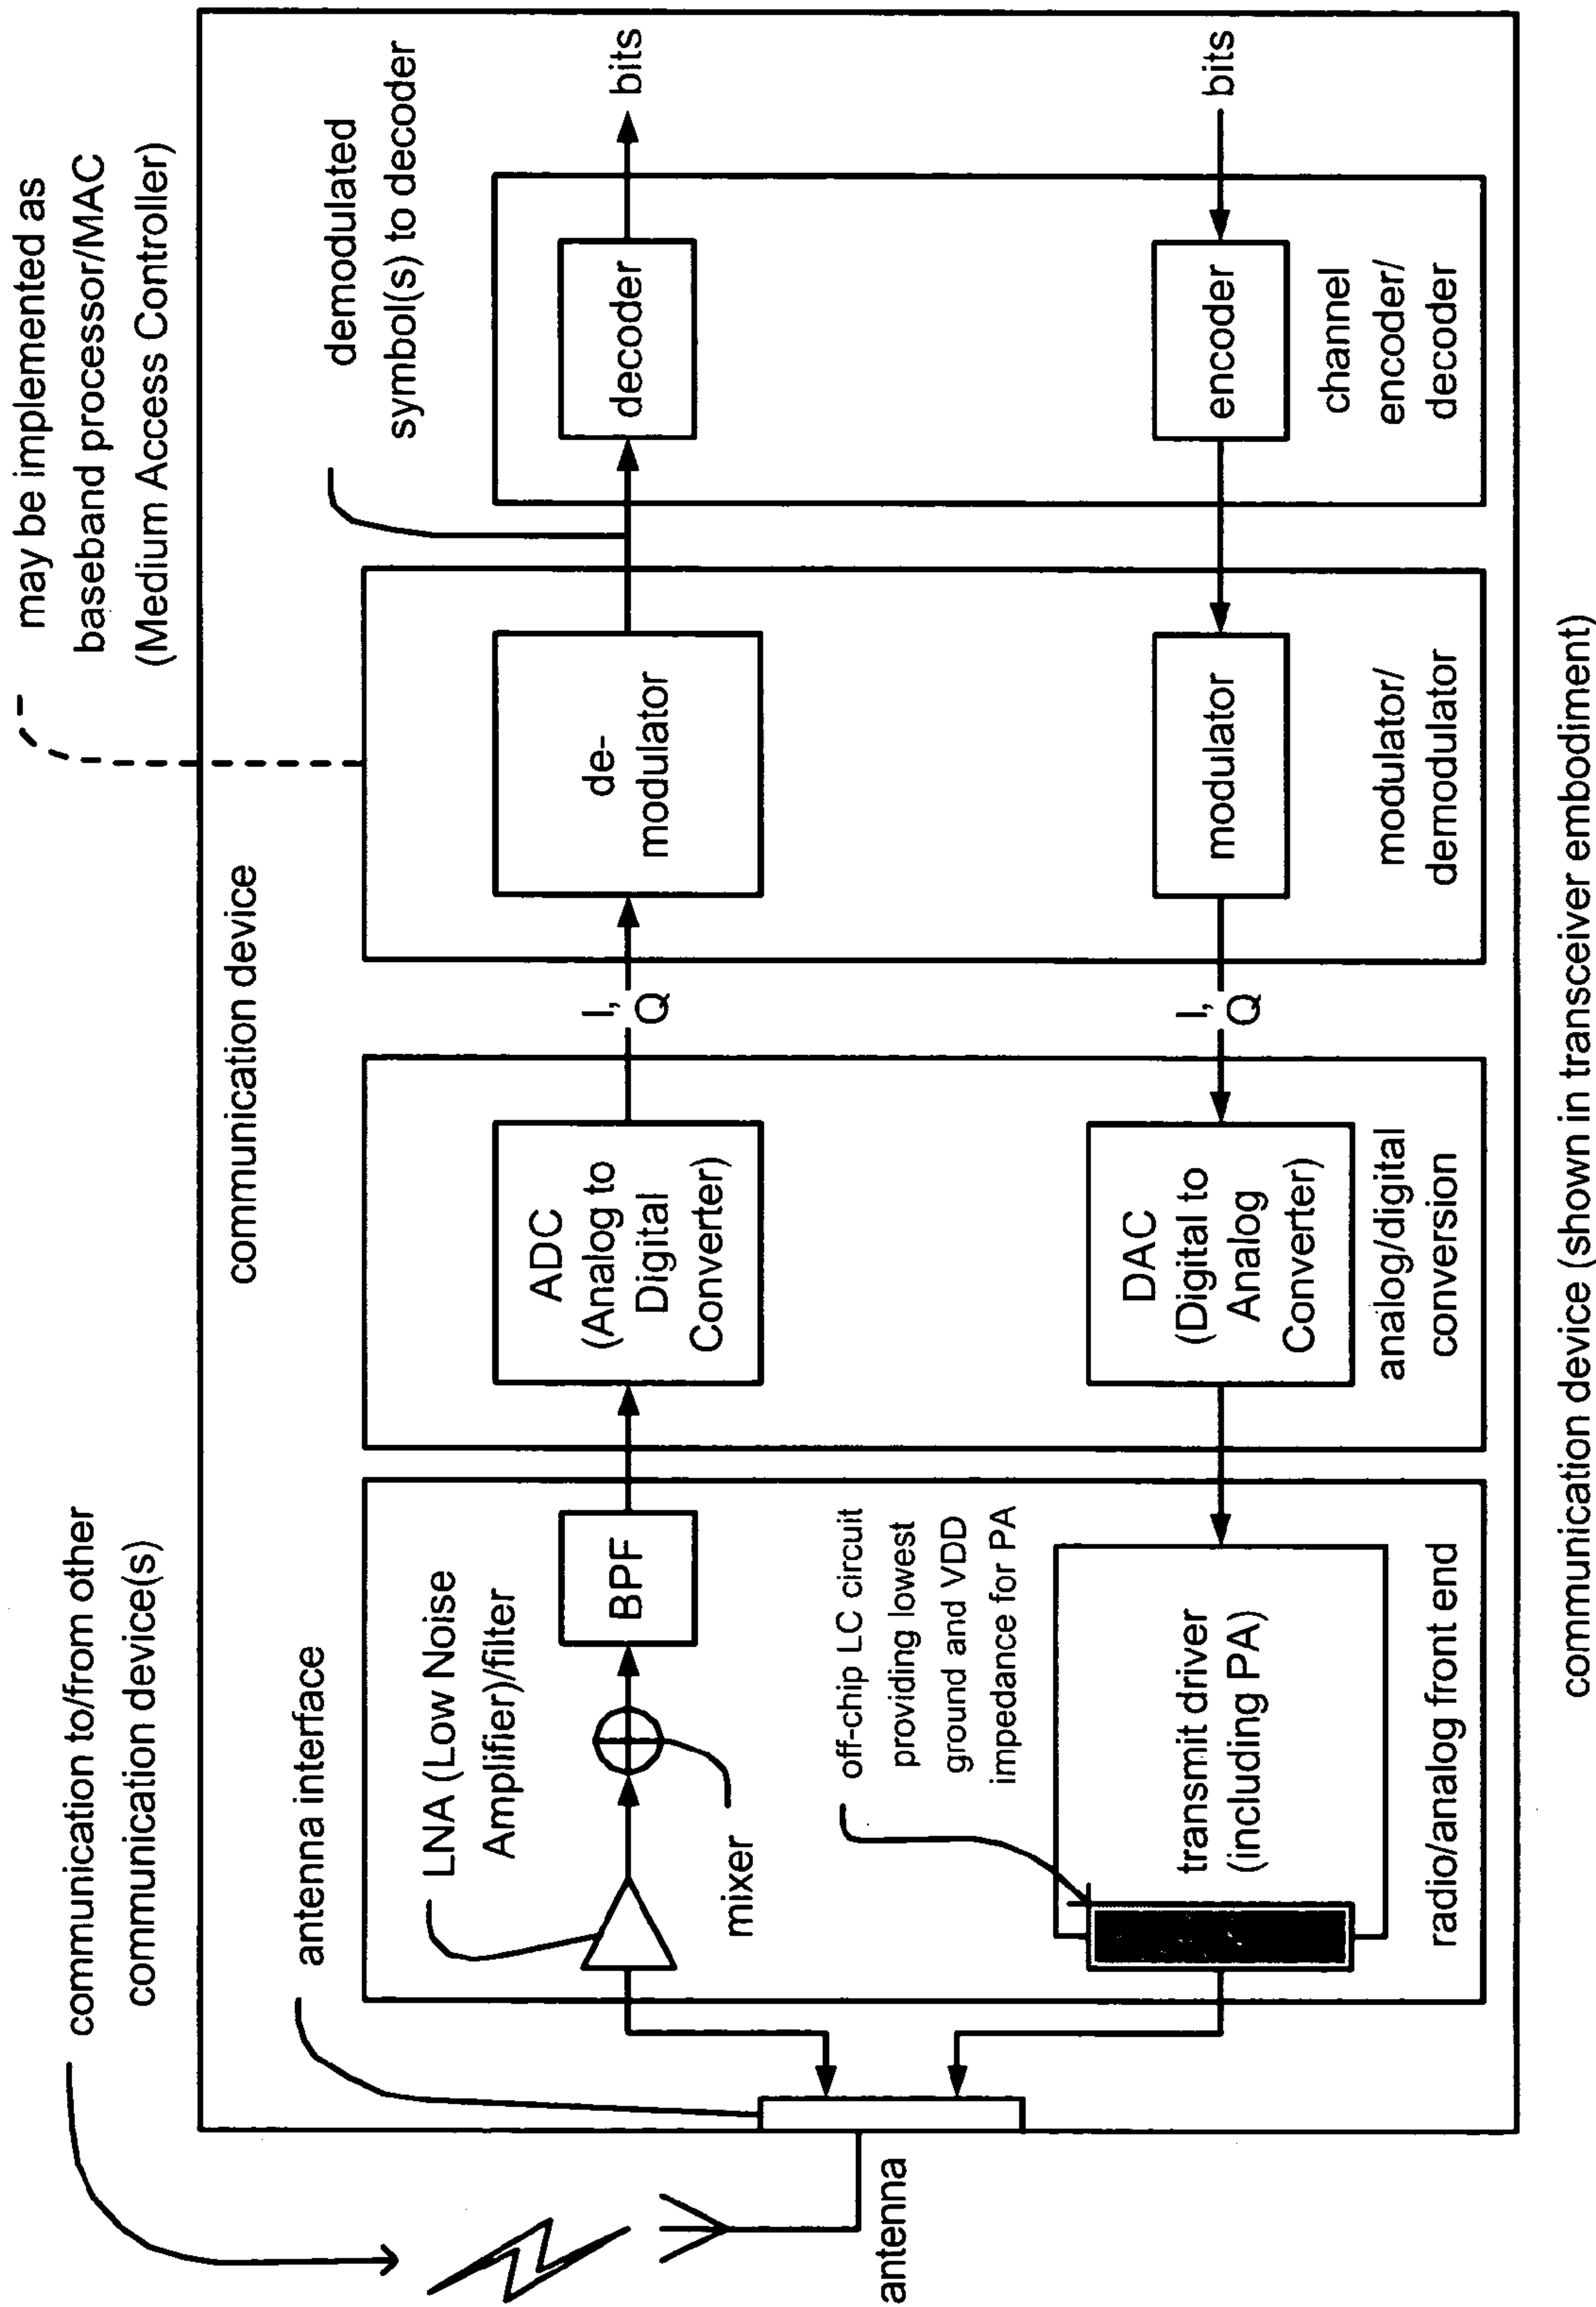 communication to/from other
communication device(s)
may be implemented as
baseband processor/MAC
(Medium Access Controller)
communication device
antenna interface
antenna
LNA (Low Noise
Amplifier)/filter
mixer
BPF
ADC
(Analog to
Digital
Converter)
I,
Q
de-
modulator
demodulated
symbol(s) to decoder
decoder
bits
off-chip LC circuit
providing lowest
ground and VDD
impedance for PA
transmit driver
(including PA)
radio/analog front end
DAC
(Digital to
Analog
Converter)
analog/digital
conversion
I,
Q
modulator
modulator/
demodulator
encoder
channel
encoder/
decoder
bits
communication device (shown in transceiver embodiment)